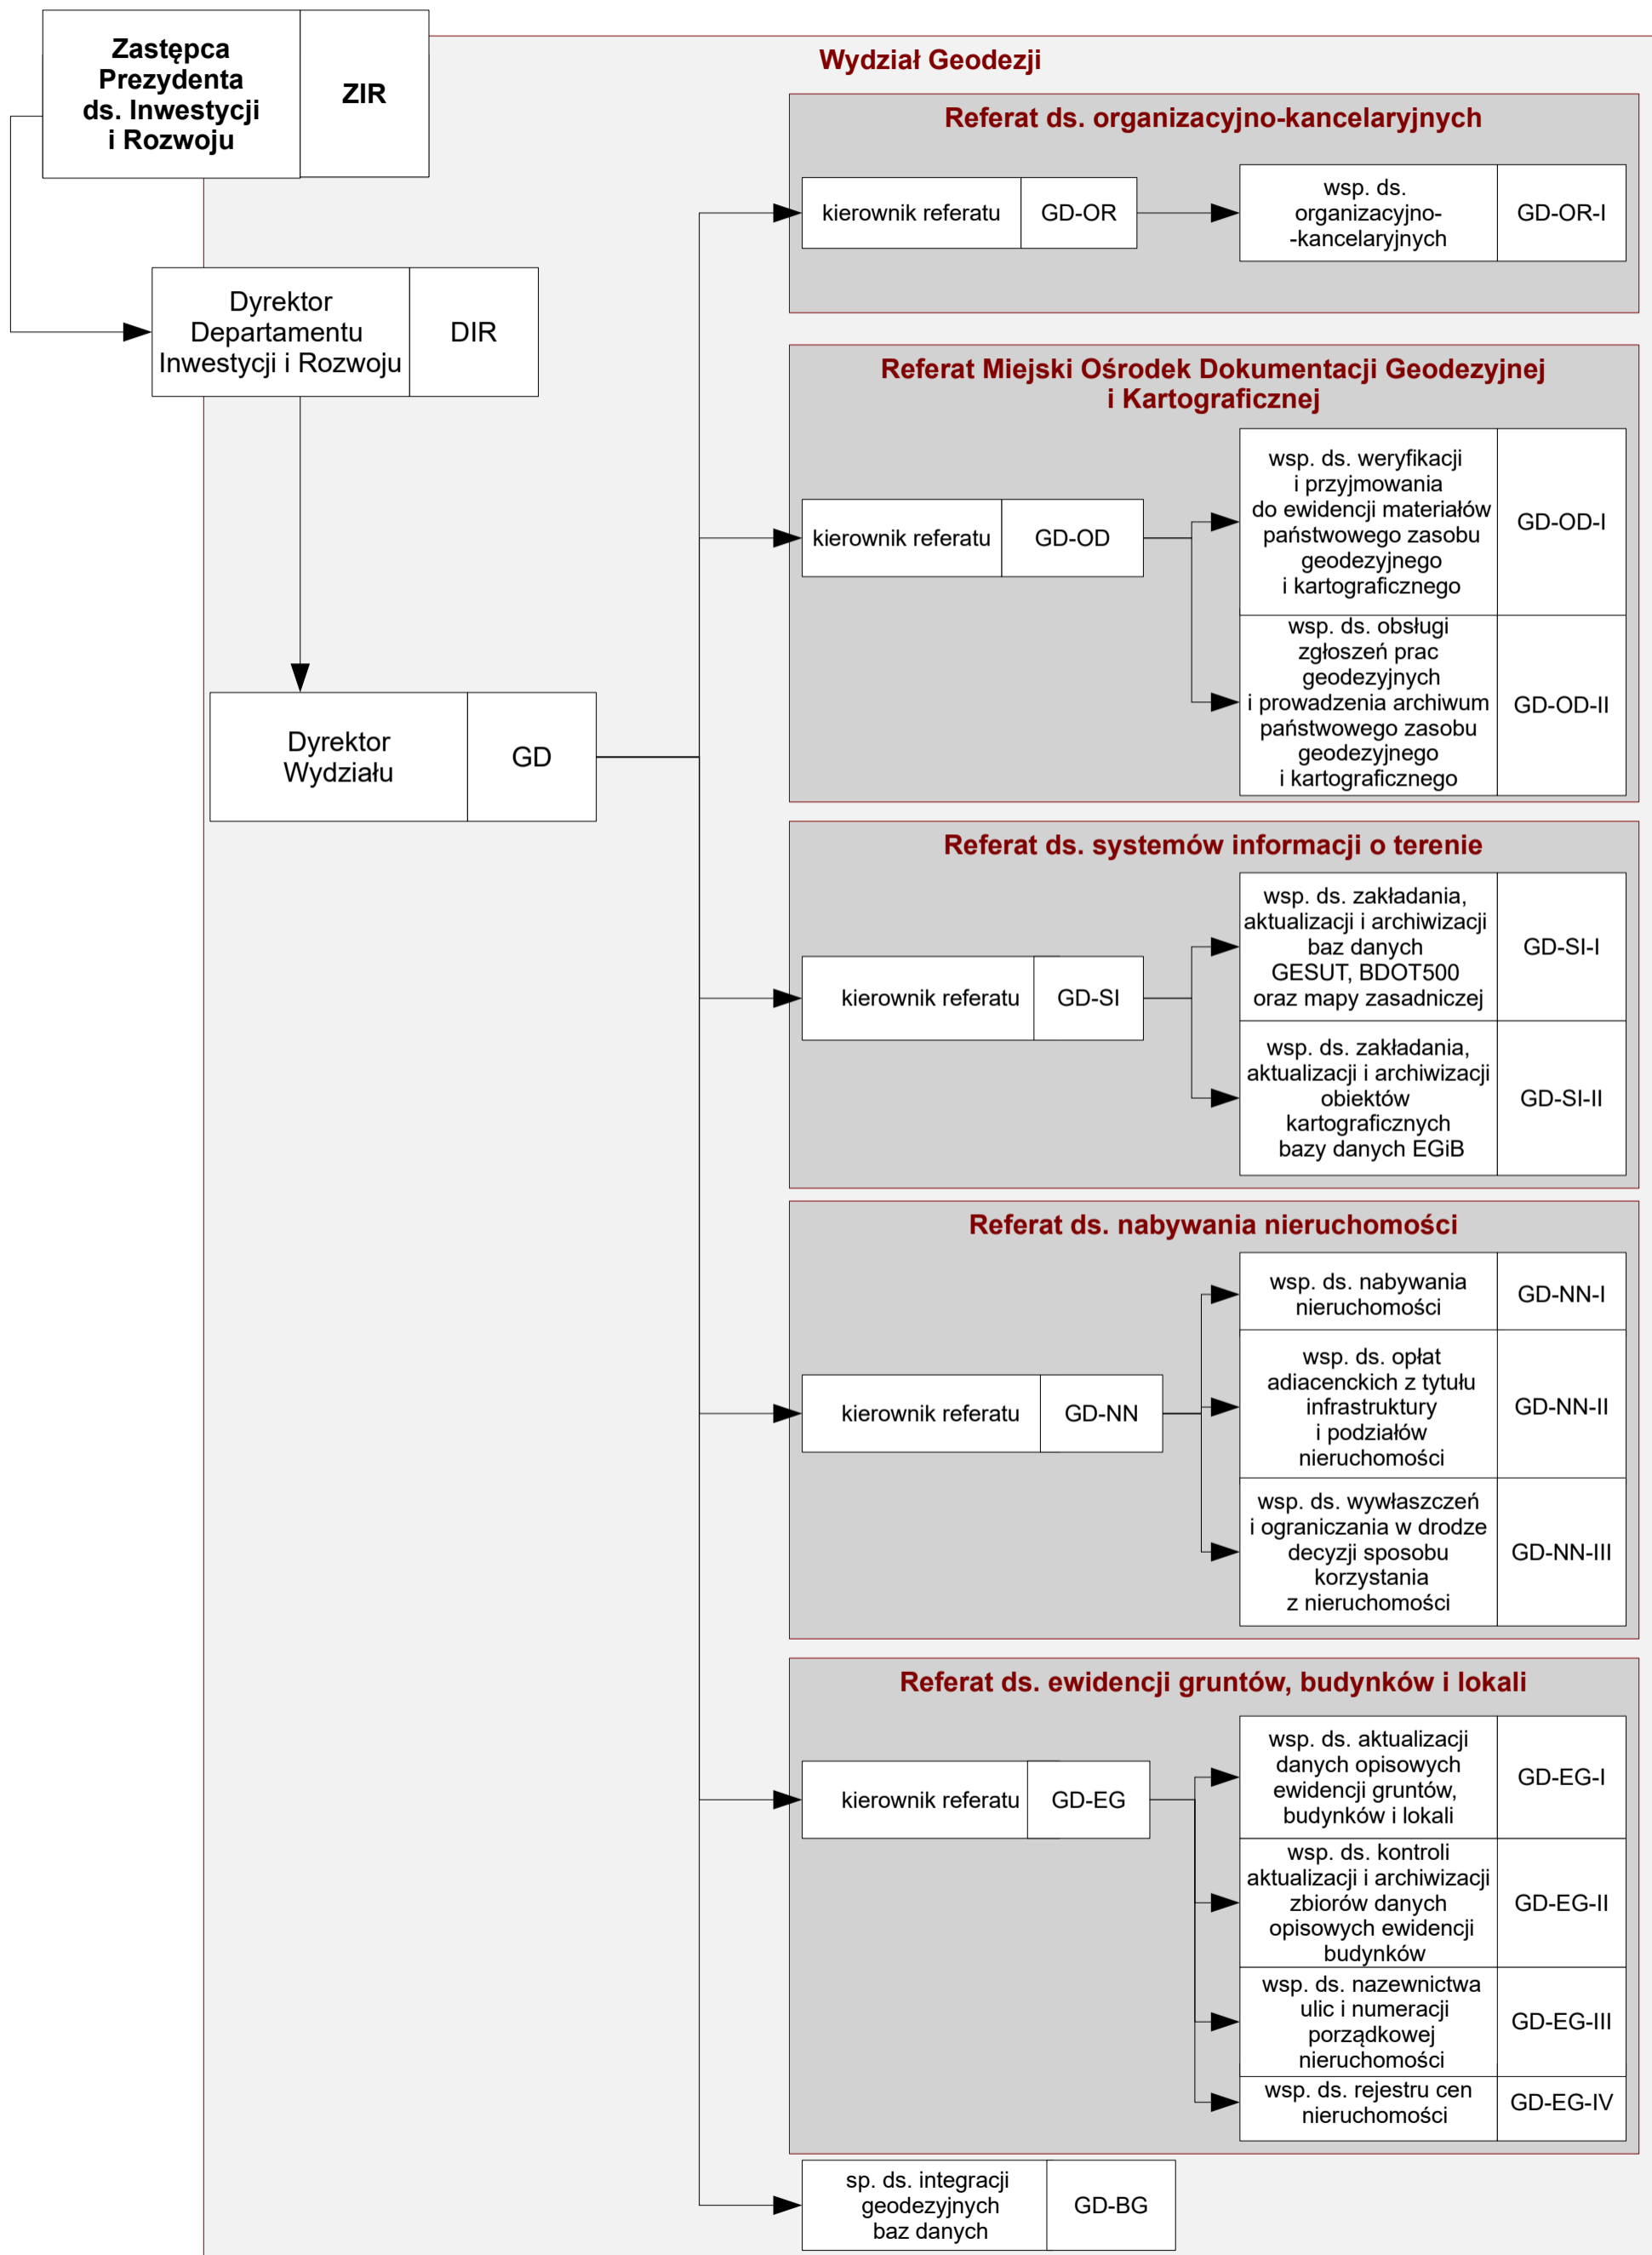 Zastępca
Prezydenta
ds. Inwestycji
i Rozwoju
ZIR
Wydział Geodezji
Dyrektor
Departamentu
Inwestycji i Rozwoju
DIR
Dyrektor
Wydziału
GD
Referat ds. organizacyjno-kancelaryjnych
kierownik referatu
GD-OR
wsp. ds.
organizacyjno-
-kancelaryjnych
GD-OR-I
Referat Miejski Ośrodek Dokumentacji Geodezyjnej
i Kartograficznej
kierownik referatu
GD-OD
wsp. ds. weryfikacji
i przyjmowania
do ewidencji materiałów
państwowego zasobu
geodezyjnego
i kartograficznego
GD-OD-I
wsp. ds. obsługi
zgłoszeń prac
geodezyjnych
i prowadzenia archiwum
państwowego zasobu
geodezyjnego
i kartograficznego
GD-OD-II
Referat ds. systemów informacji o terenie
kierownik referatu
GD-SI
wsp. ds. zakładania,
aktualizacji i archiwizacji
baz danych
GESUT, BDOT500
oraz mapy zasadniczej
GD-SI-I
wsp. ds. zakładania,
aktualizacji i archiwizacji
obiektów
kartograficznych
bazy danych EGiB
GD-SI-II
Referat ds. nabywania nieruchomości
kierownik referatu
GD-NN
wsp. ds. nabywania
nieruchomości
GD-NN-I
wsp. ds. opłat
adiacenckich z tytułu
infrastruktury
i podziałów
nieruchomości
GD-NN-II
wsp. ds. wywłaszczeń
i ograniczania w drodze
decyzji sposobu
korzystania
z nieruchomości
GD-NN-III
Referat ds. ewidencji gruntów, budynków i lokali
kierownik referatu
GD-EG
wsp. ds. aktualizacji
danych opisowych
ewidencji gruntów,
budynków i lokali
GD-EG-I
wsp. ds. kontroli
aktualizacji i archiwizacji
zbiorów danych
opisowych ewidencji
budynków
GD-EG-II
wsp. ds. nazewnictwa
ulic i numeracji
porządkowej
nieruchomości
GD-EG-III
wsp. ds. rejestru cen
nieruchomości
GD-EG-IV
sp. ds. integracji
geodezyjnych
baz danych
GD-BG